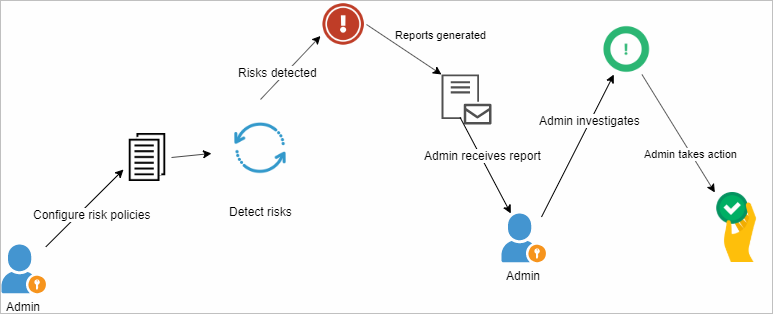 Admin
Configure risk policies
Detect risks
Risks detected
Reports generated
Admin receives report
Admin
Admin investigates
Admin takes action